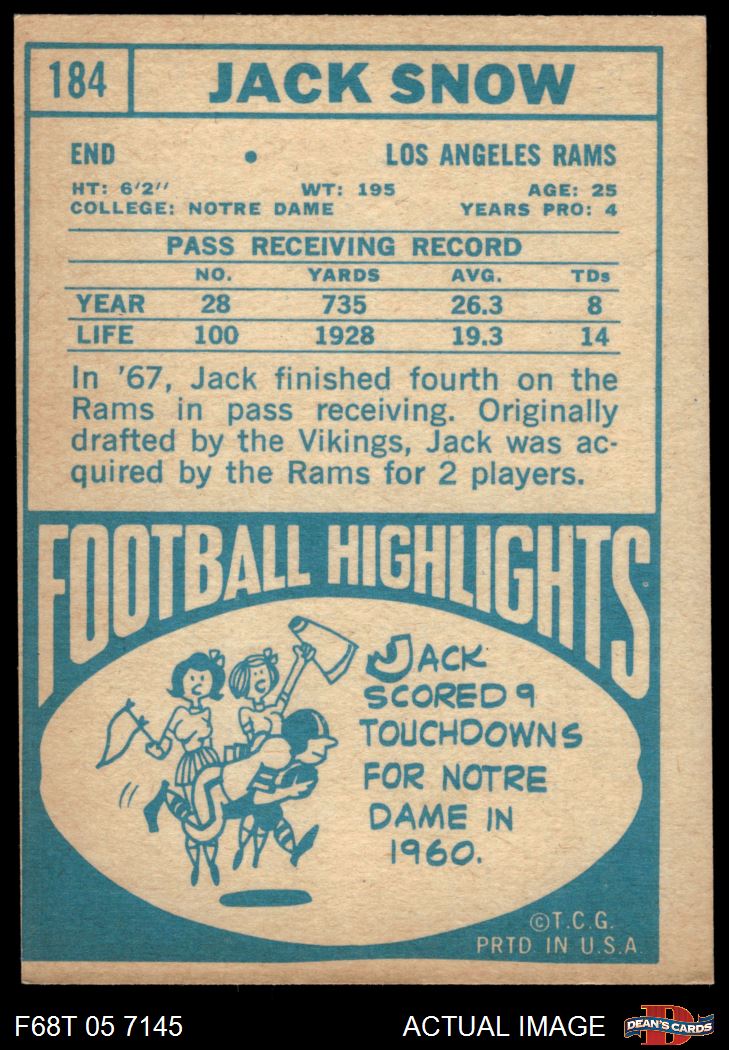 184 JACK SNOW
END • LOS ANGELES RAMS
HT: 6'2" WT: 195 AGE: 25
COLLEGE: NOTRE DAME YEARS PRO: 4
PASS RECEIVING RECORD
NO. YARDS AVG. TDs
YEAR 28 735 26.3 8
LIFE 100 1928 19.3 14
In '67, Jack finished fourth on the
Rams in pass receiving. Originally
drafted by the Vikings, Jack was ac-
quired by the Rams for 2 players.
FOOTBALL HIGHLIGHTS
JACK
SCORED 9
TOUCHDOWNS
FOR NOTRE
DAME IN
1960.
©T.C.G.
PRTD IN U.S.A.
F68T 05 7145 ACTUAL IMAGE DEAN'S CARDS